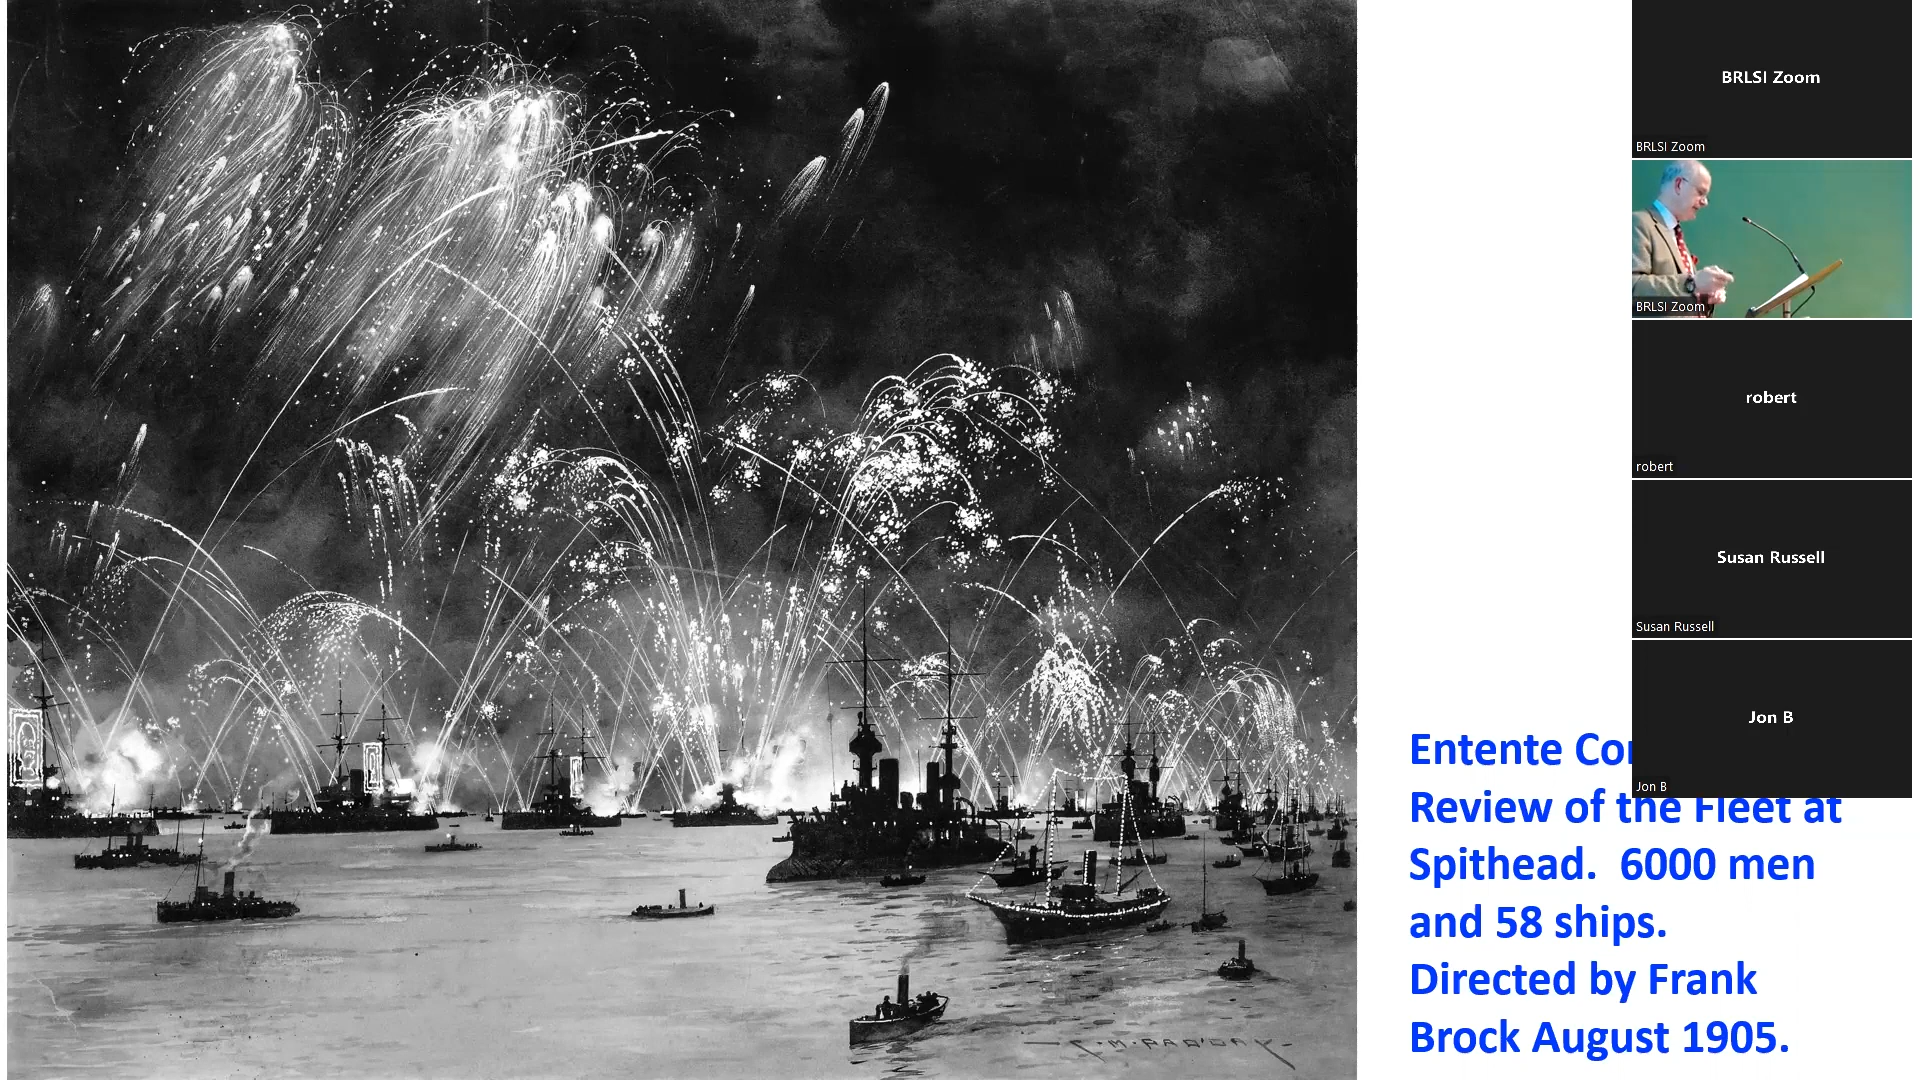 BRLSI Zoom
BRLSI Zoom
BRLSI Zoom
robert
robert
Susan Russell
Susan Russell
Jon B
Jon B
Entente
Review of the Fleet at
Spithead.  6000 men
and 58 ships.
Directed by Frank
Brock August 1905.